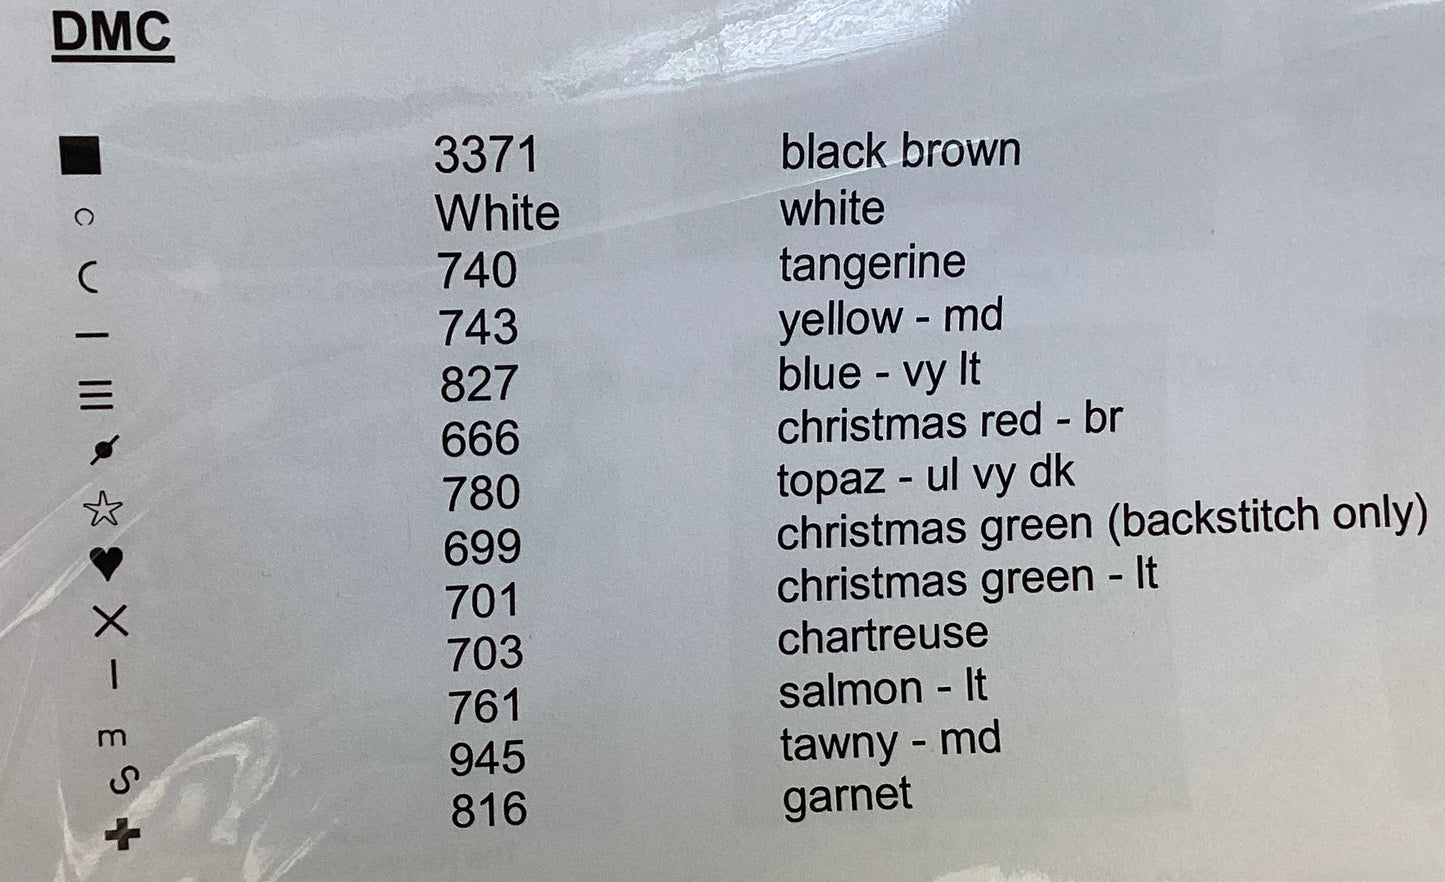 DMC
■ 3371 black brown
○ White white
( 740 tangerine
— 743 yellow - md
≡ 827 blue - vy lt
666 christmas red - br
☆ 780 topaz - ul vy dk
♥ 699 christmas green (backstitch only)
✕ 701 christmas green - lt
| 703 chartreuse
m 761 salmon - lt
S 945 tawny - md
✚ 816 garnet